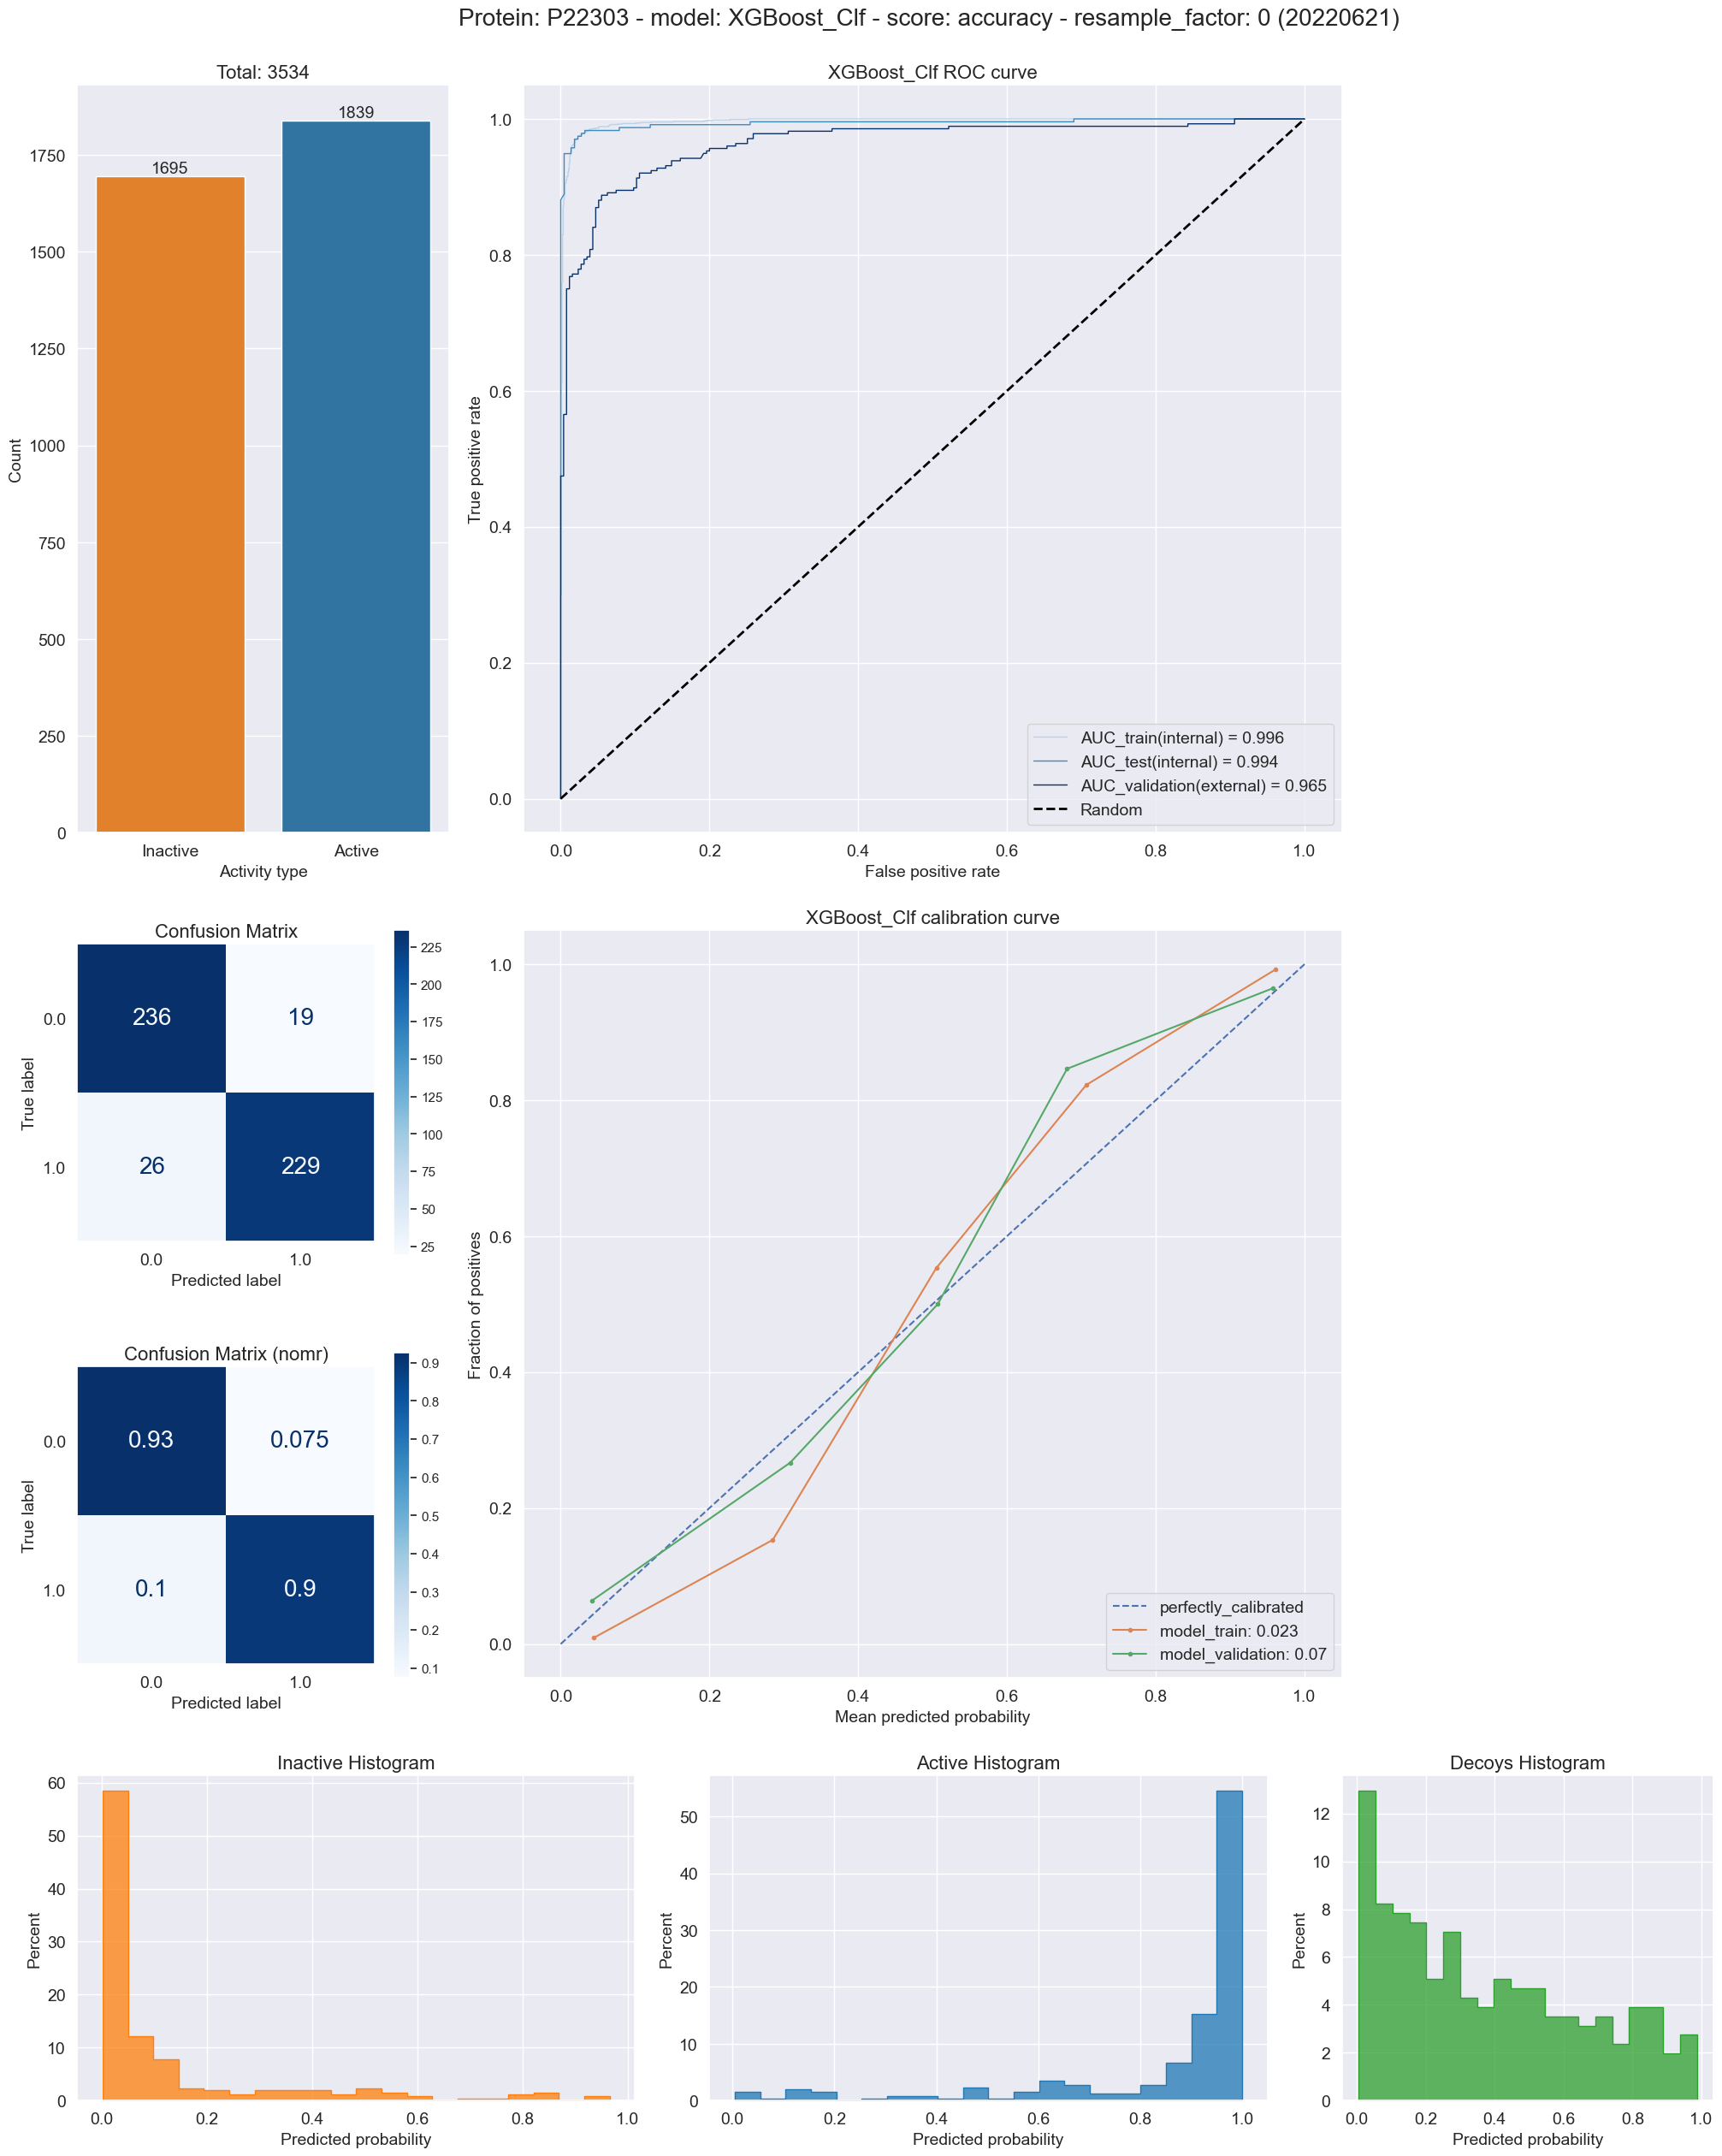 Protein: P22303 - model: XGBoost_Clf - score: accuracy - resample_factor: 0 (20220621)
Total: 3534
1839
1695
1750
1500
1250
1000
750
500
250
0
Count
Inactive
Active
Activity type
XGBoost_Clf ROC curve
1.0
0.8
0.6
0.4
0.2
0.0
True positive rate
AUC_train(internal) = 0.996
AUC_test(internal) = 0.994
AUC_validation(external) = 0.965
Random
0.0 0.2 0.4 0.6 0.8 1.0
False positive rate
Confusion Matrix
236 19
26 229
0.0
1.0
True label
0.0 1.0
Predicted label
225
200
175
150
125
100
75
50
25
XGBoost_Clf calibration curve
1.0
0.8
0.6
0.4
0.2
0.0
Fraction of positives
perfectly_calibrated
model_train: 0.023
model_validation: 0.07
0.0 0.2 0.4 0.6 0.8 1.0
Mean predicted probability
Confusion Matrix (nomr)
0.93 0.075
0.1 0.9
0.0
1.0
True label
0.0 1.0
Predicted label
0.9
0.8
0.7
0.6
0.5
0.4
0.3
0.2
0.1
Inactive Histogram
60
50
40
30
20
10
0
Percent
0.0 0.2 0.4 0.6 0.8 1.0
Predicted probability
Active Histogram
50
40
30
20
10
0
Percent
0.0 0.2 0.4 0.6 0.8 1.0
Predicted probability
Decoys Histogram
12
10
8
6
4
2
0
Percent
0.0 0.2 0.4 0.6 0.8 1.0
Predicted probability